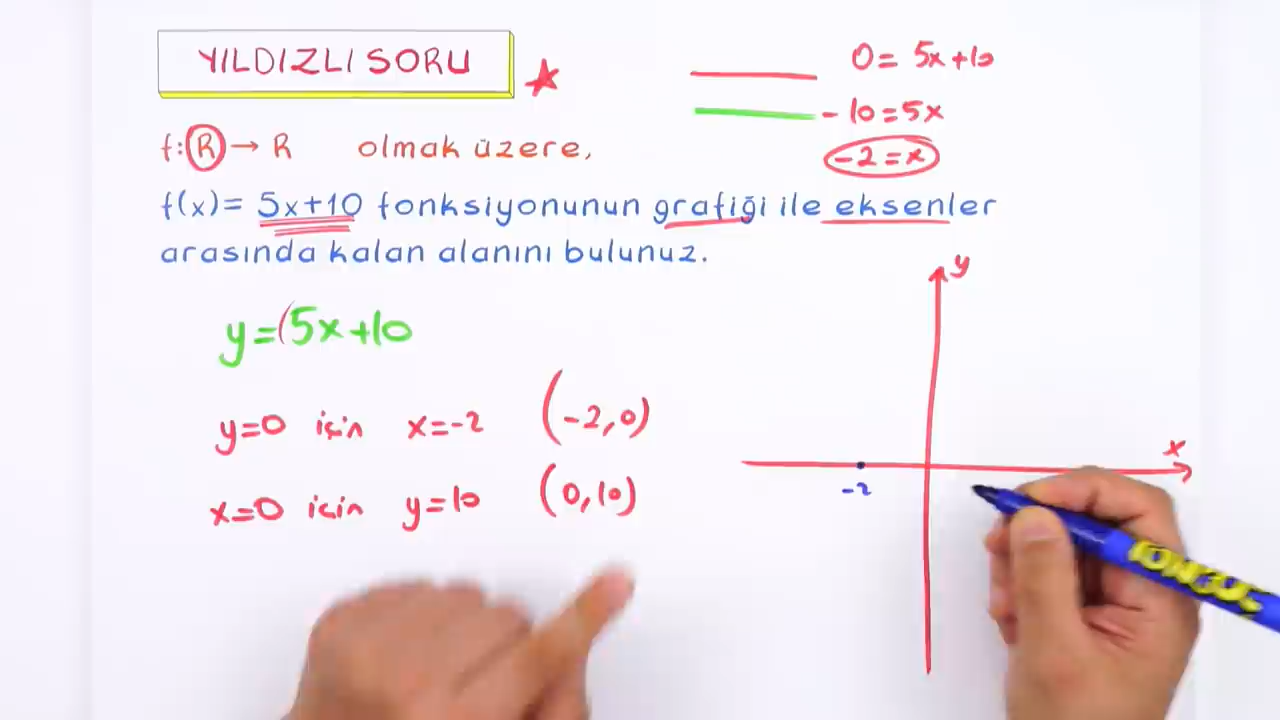 YILDIZLI SORU
0 = 5x+10
-10=5x
-2=x
f:R→R olmak üzere,
f(x)= 5x+10 fonksiyonunun grafiği ile eksenler
arasında kalan alanını bulunuz.
y
y=(5x+10
y=0 için x=-2 (-2,0)
x
-2
x=0 için y=10 (0,10)